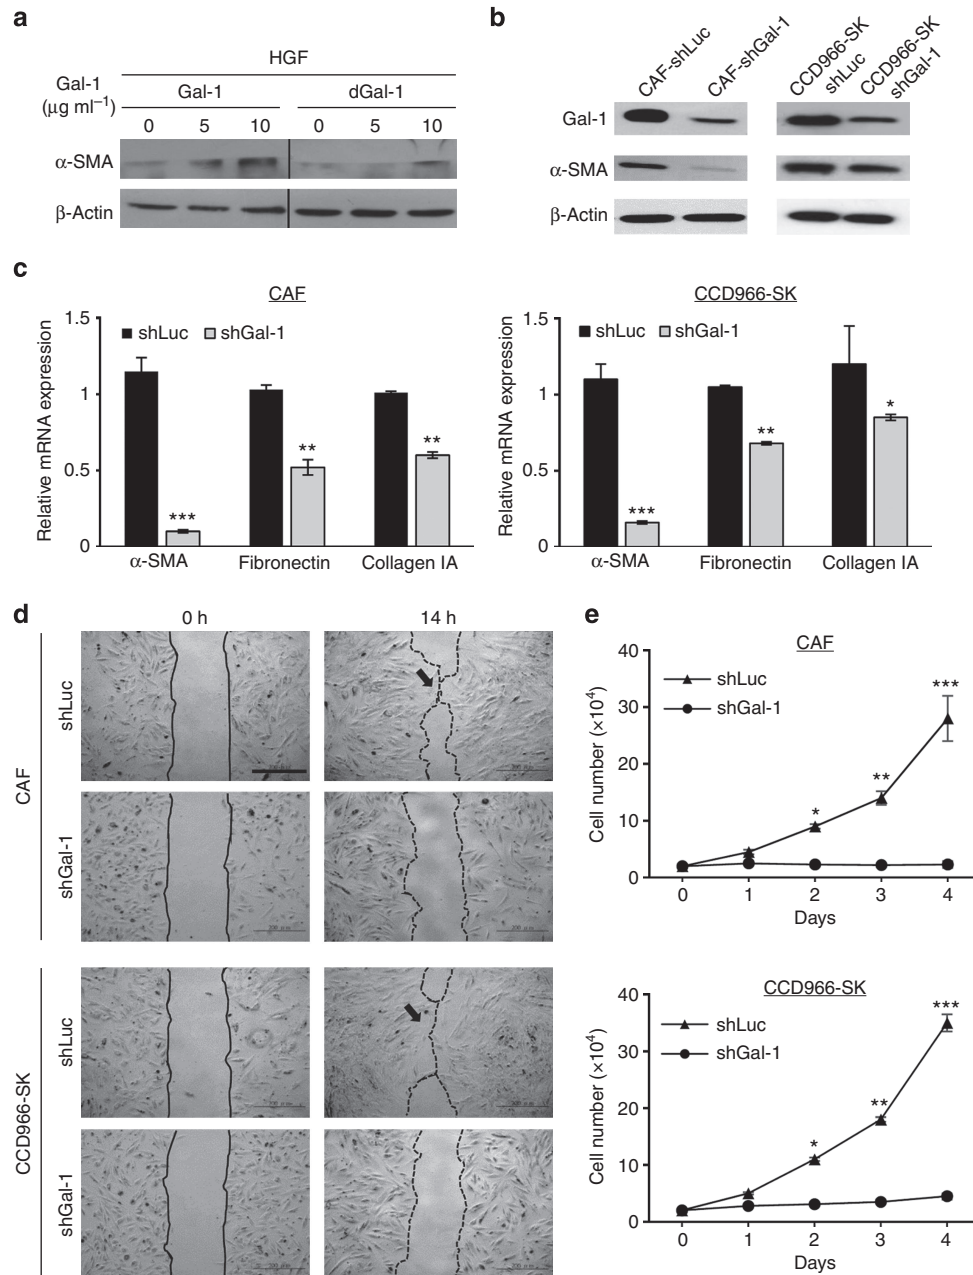 a
HGF
Gal-1
(μg ml–1)
Gal-1
dGal-1
0 5 10 0 5 10
α-SMA
β-Actin
b
CAF-shLuc
CAF-shGal-1
CCD966-SK
shLuc
CCD966-SK
shGal-1
Gal-1
α-SMA
β-Actin
c
CAF
shLuc shGal-1
Relative mRNA expression
1.5
1
0.5
0
***
**
**
α-SMA Fibronectin Collagen IA
CCD966-SK
shLuc shGal-1
Relative mRNA expression
1.5
1
0.5
0
***
**
*
α-SMA Fibronectin Collagen IA
d
0 h 14 h
CAF
shLuc
shGal-1
CCD966-SK
shLuc
shGal-1
e
CAF
shLuc
shGal-1
Cell number (×104)
40
30
20
10
0
*
**
***
0 1 2 3 4
Days
CCD966-SK
shLuc
shGal-1
Cell number (×104)
40
30
20
10
0
*
**
***
0 1 2 3 4
Days